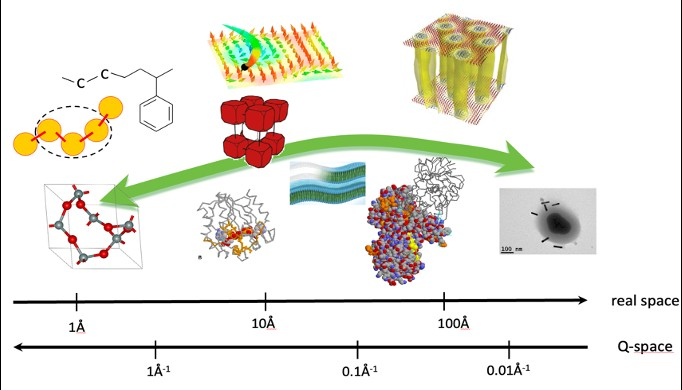 C
C
100 nm
real space
1Å
10Å
100Å
Q-space
1Å⁻¹
0.1Å⁻¹
0.01Å⁻¹